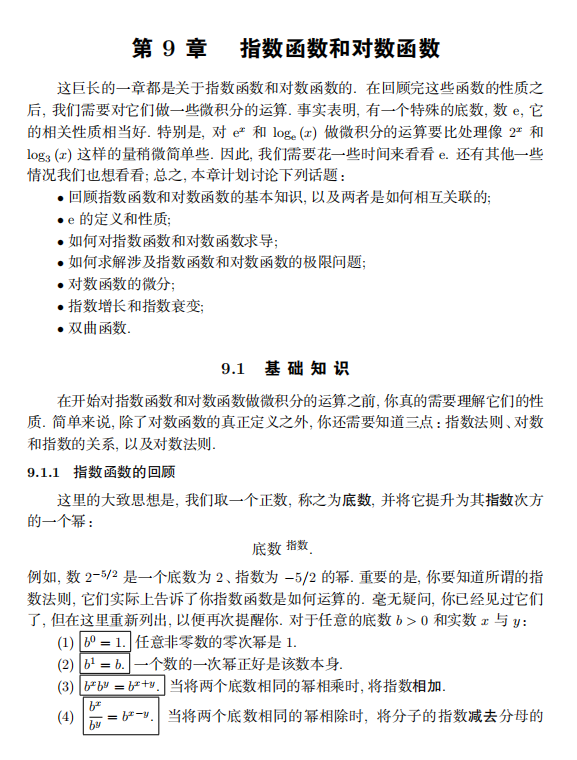 第 9 章 指数函数和对数函数
这巨长的一章都是关于指数函数和对数函数的. 在回顾完这些函数的性质之
后, 我们需要对它们做一些微积分的运算. 事实表明, 有一个特殊的底数, 数 e, 它
的相关性质相当好. 特别是, 对 eˣ 和 logₑ (x) 做微积分的运算要比处理像 2ˣ 和
log₃ (x) 这样的量稍微简单些. 因此, 我们需要花一些时间来看看 e. 还有其他一些
情况我们也想看看; 总之, 本章计划讨论下列话题:
• 回顾指数函数和对数函数的基本知识, 以及两者是如何相互关联的;
• e 的定义和性质;
• 如何对指数函数和对数函数求导;
• 如何求解涉及指数函数和对数函数的极限问题;
• 对数函数的微分;
• 指数增长和指数衰变;
• 双曲函数.
9.1 基 础 知 识
在开始对指数函数和对数函数做微积分的运算之前, 你真的需要理解它们的性
质. 简单来说, 除了对数函数的真正定义之外, 你还需要知道三点: 指数法则、对数
和指数的关系, 以及对数法则.
9.1.1 指数函数的回顾
这里的大致思想是, 我们取一个正数, 称之为底数, 并将它提升为其指数次方
的一个幂:
底数 ^指数.
例如, 数 2^−5/2 是一个底数为 2、指数为 −5/2 的幂. 重要的是, 你要知道所谓的指
数法则, 它们实际上告诉了你指数函数是如何运算的. 毫无疑问, 你已经见过它们
了, 但在这里重新列出, 以便再次提醒你. 对于任意的底数 b > 0 和实数 x 与 y:
(1) b⁰ = 1. 任意非零数的零次幂是 1.
(2) b¹ = b. 一个数的一次幂正好是该数本身.
(3) bˣbʸ = bˣ⁺ʸ. 当将两个底数相同的幂相乘时, 将指数相加.
(4) bˣ/bʸ = bˣ⁻ʸ. 当将两个底数相同的幂相除时, 将分子的指数减去分母的